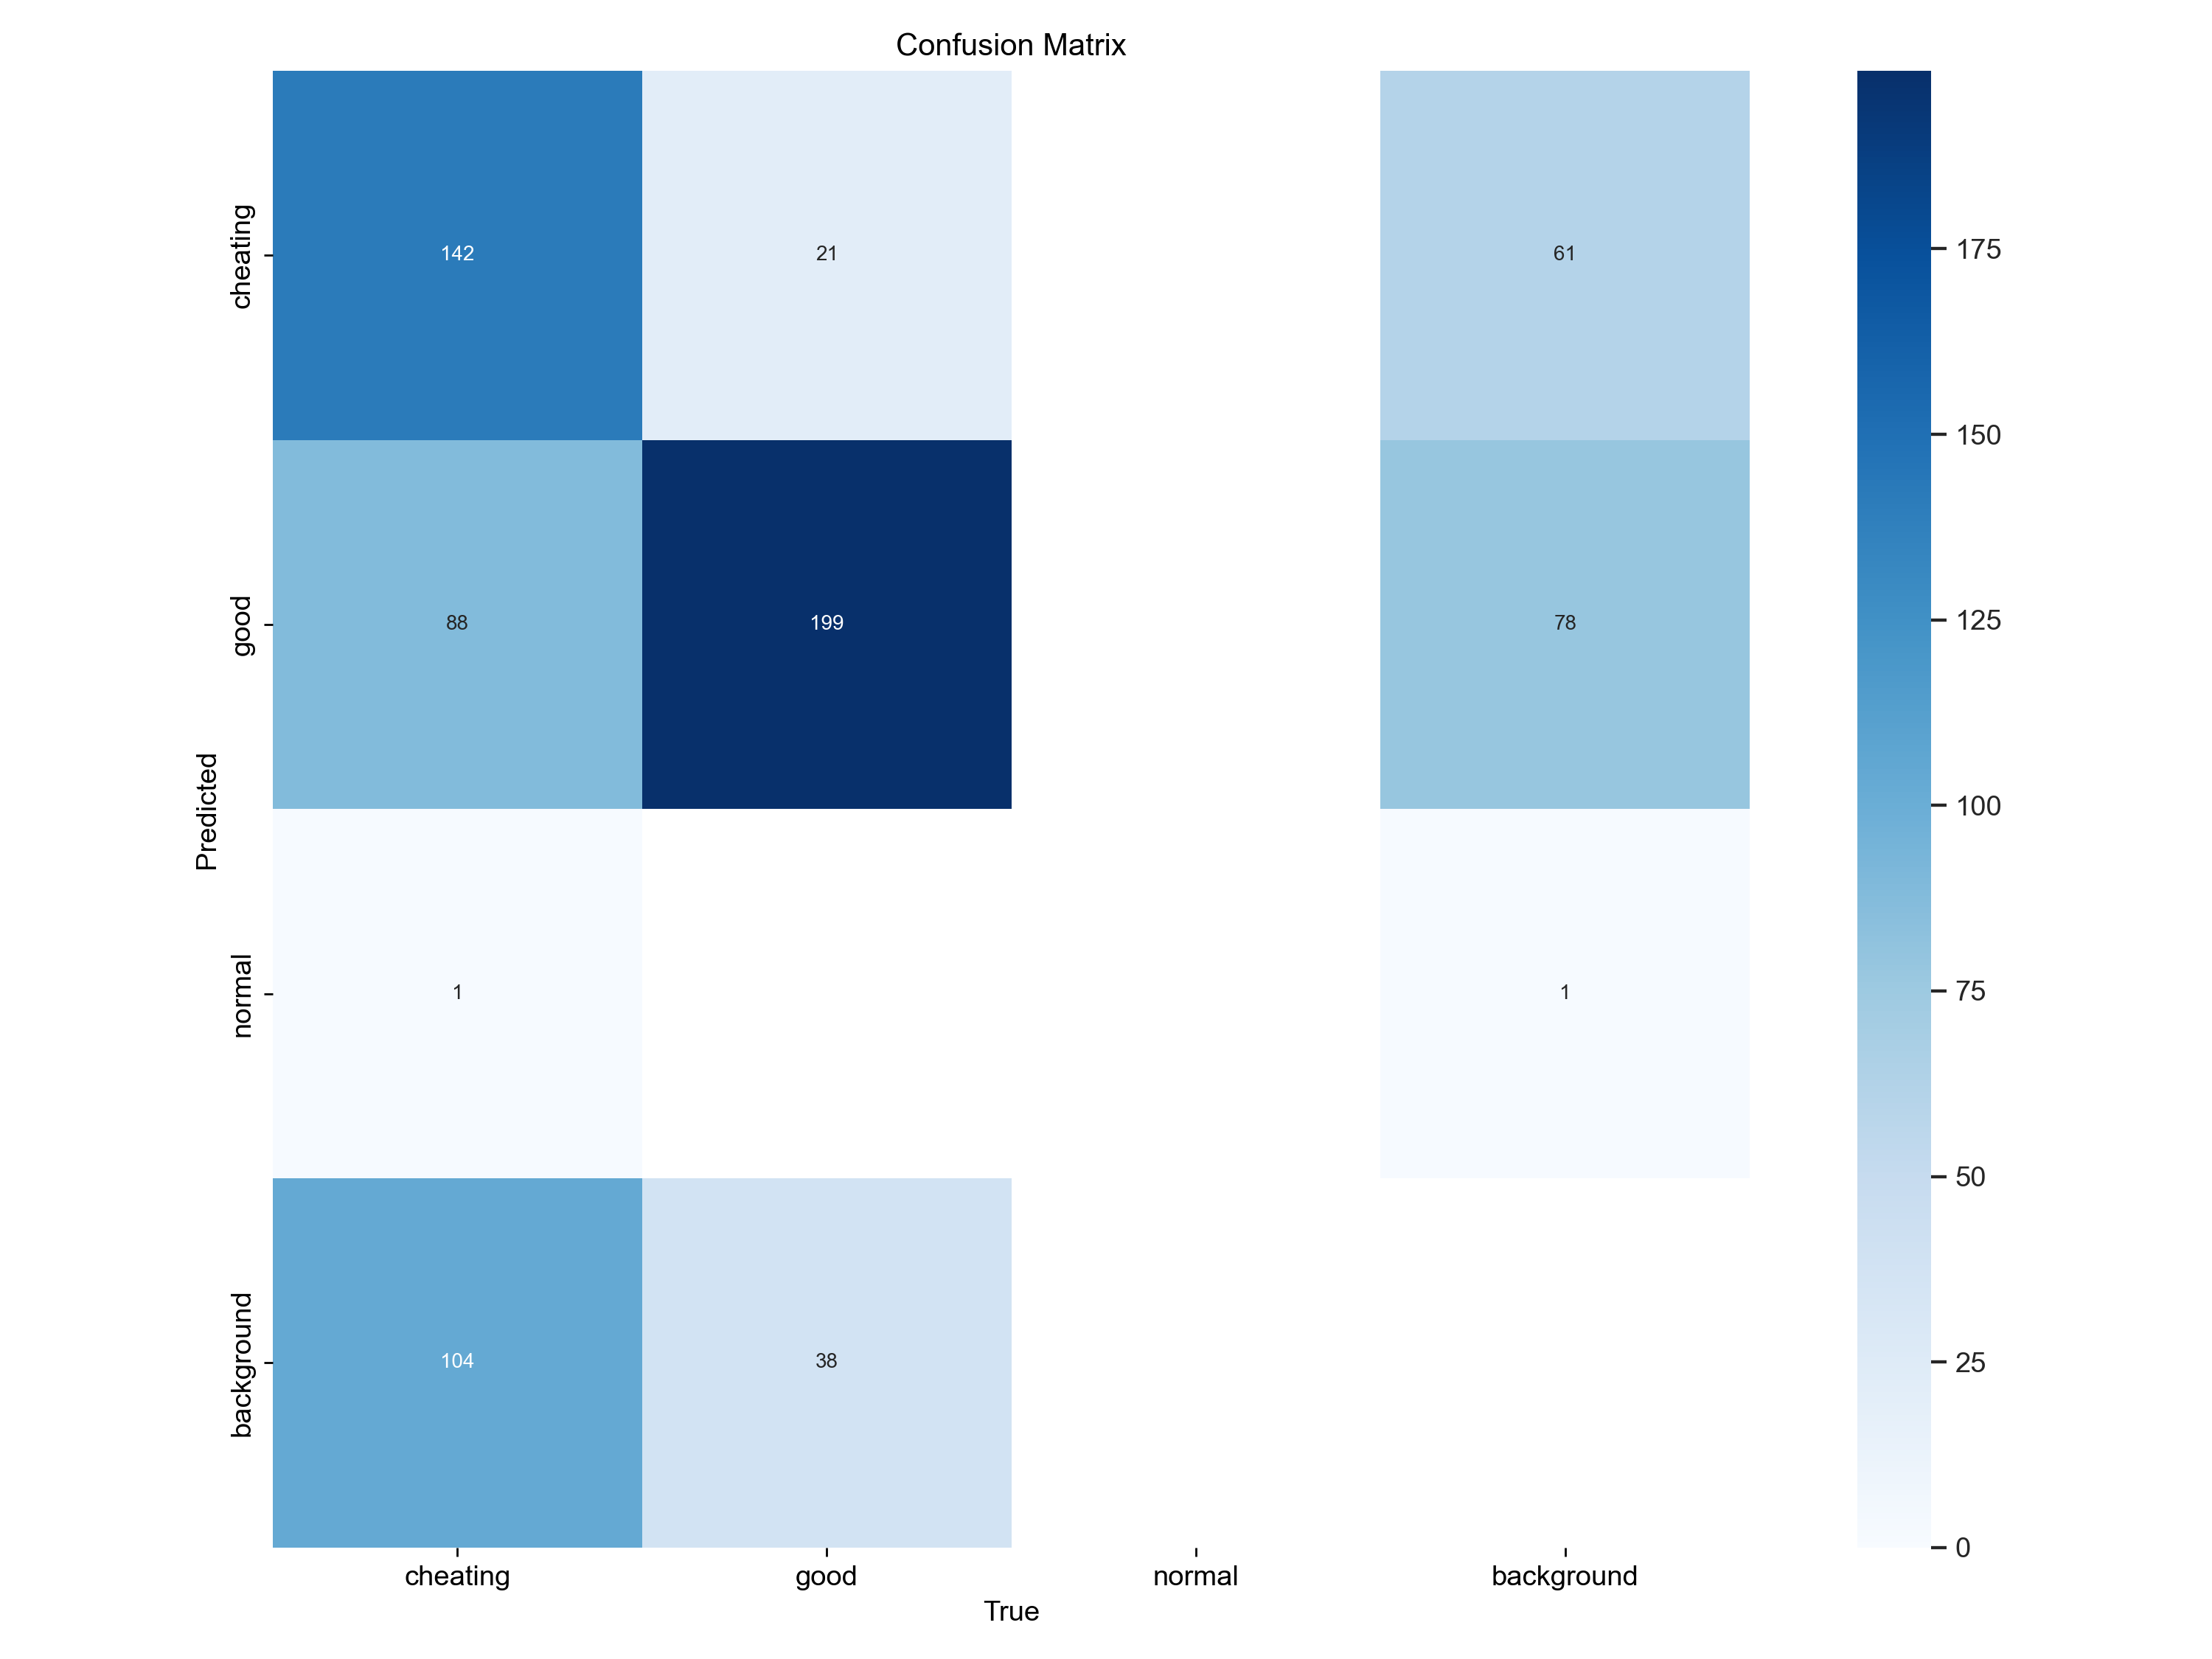 Confusion Matrix
cheating
142
21
61
good
88
199
78
normal
1
1
background
104
38
Predicted
cheating
good
normal
background
True
175
150
125
100
75
50
25
0